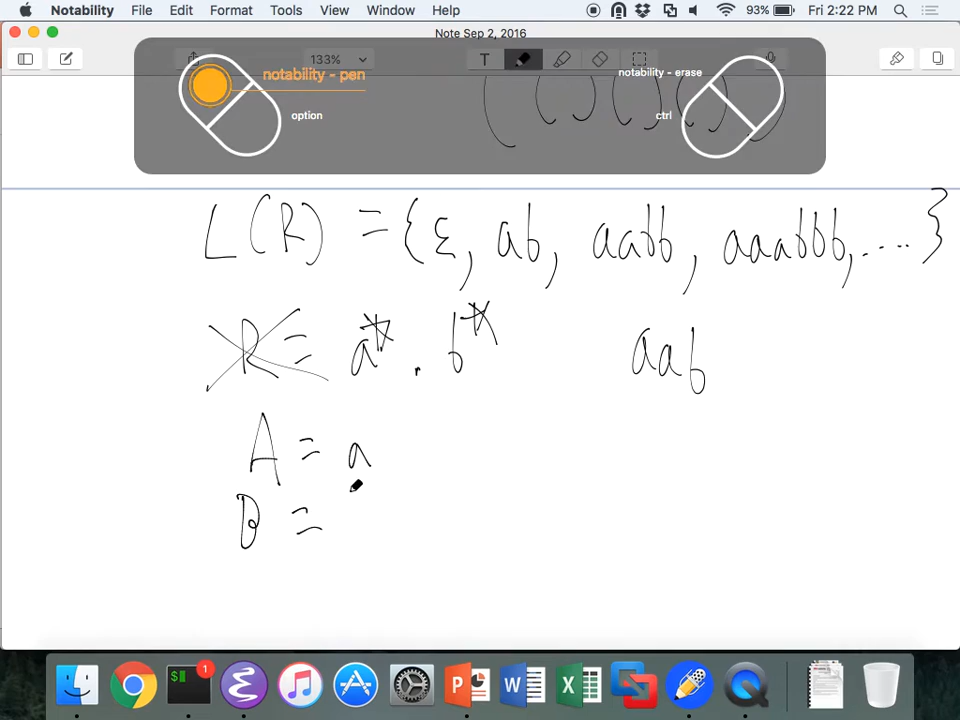 Notability File Edit Format Tools View Window Help 93% Fri 2:22 PM
Note Sep 2, 2016
133% T
notability - pen
option
notability - erase
ctrl
( ( ) ( ) ( ) )
L(R) = {ε, ab, aabb, aaabbb, ....}
R = a* . b* aab
A = a
B =
$ 1 P W X